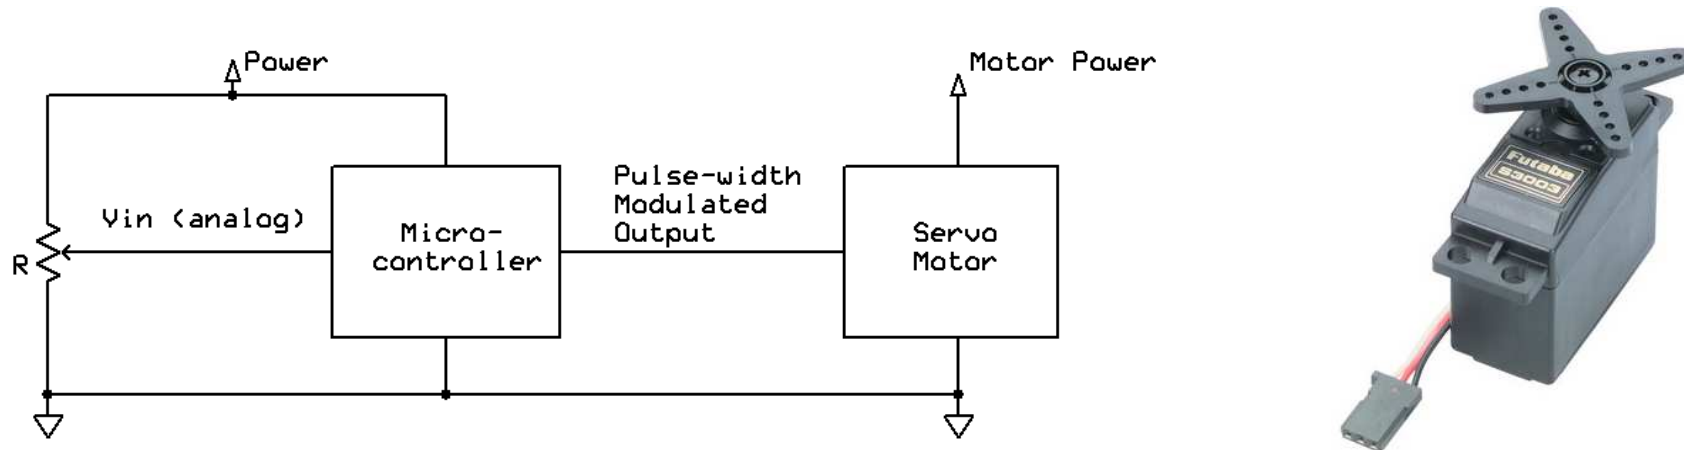 Power
Motor Power
Vin (analog)
R
Micro-
controller
Pulse-width
Modulated
Output
Servo
Motor
Futaba
S3003